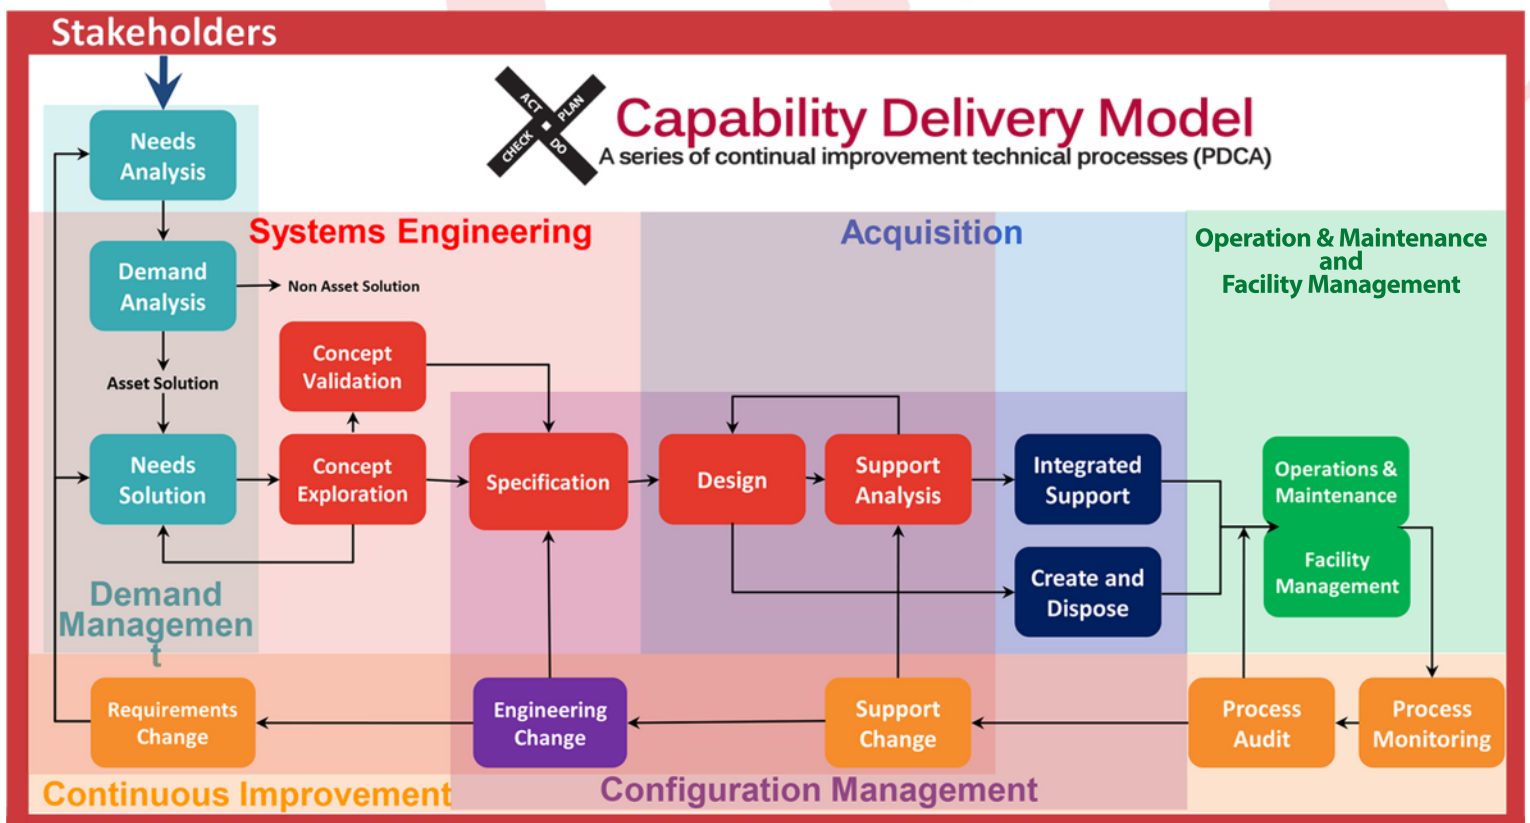 Stakeholders
ACT
PLAN
CHECK
DO
Capability Delivery Model
A series of continual improvement technical processes (PDCA)
Needs
Analysis
Systems Engineering
Acquisition
Operation & Maintenance
and
Facility Management
Demand
Analysis
Non Asset Solution
Asset Solution
Concept
Validation
Needs
Solution
Concept
Exploration
Specification
Design
Support
Analysis
Integrated
Support
Operations &
Maintenance
Facility
Management
Create and
Dispose
Demand
Managemen
t
Requirements
Change
Engineering
Change
Support
Change
Process
Audit
Process
Monitoring
Continuous Improvement
Configuration Management